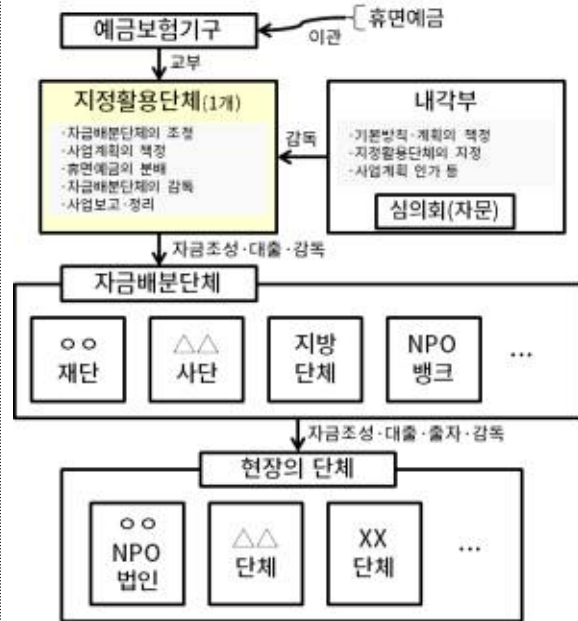 휴면예금
예금보험기구
이관
교부
지정활용단체(1개)
·자금배분단체의 조정
·사업계획의 책정
·휴면예금의 분배
·자금배분단체의 감독
·사업보고·정리
감독
내각부
·기본방칙·계획의 책정
·지정활용단체의 지정
·사업계획 인가 등
심의회(자문)
자금조성·대출·감독
자금배분단체
ㅇㅇ
재단
△△
사단
지방
단체
NPO
뱅크
...
자금조성·대출·출자·감독
현장의 단체
ㅇㅇ
NPO
법인
△△
단체
XX
단체
...